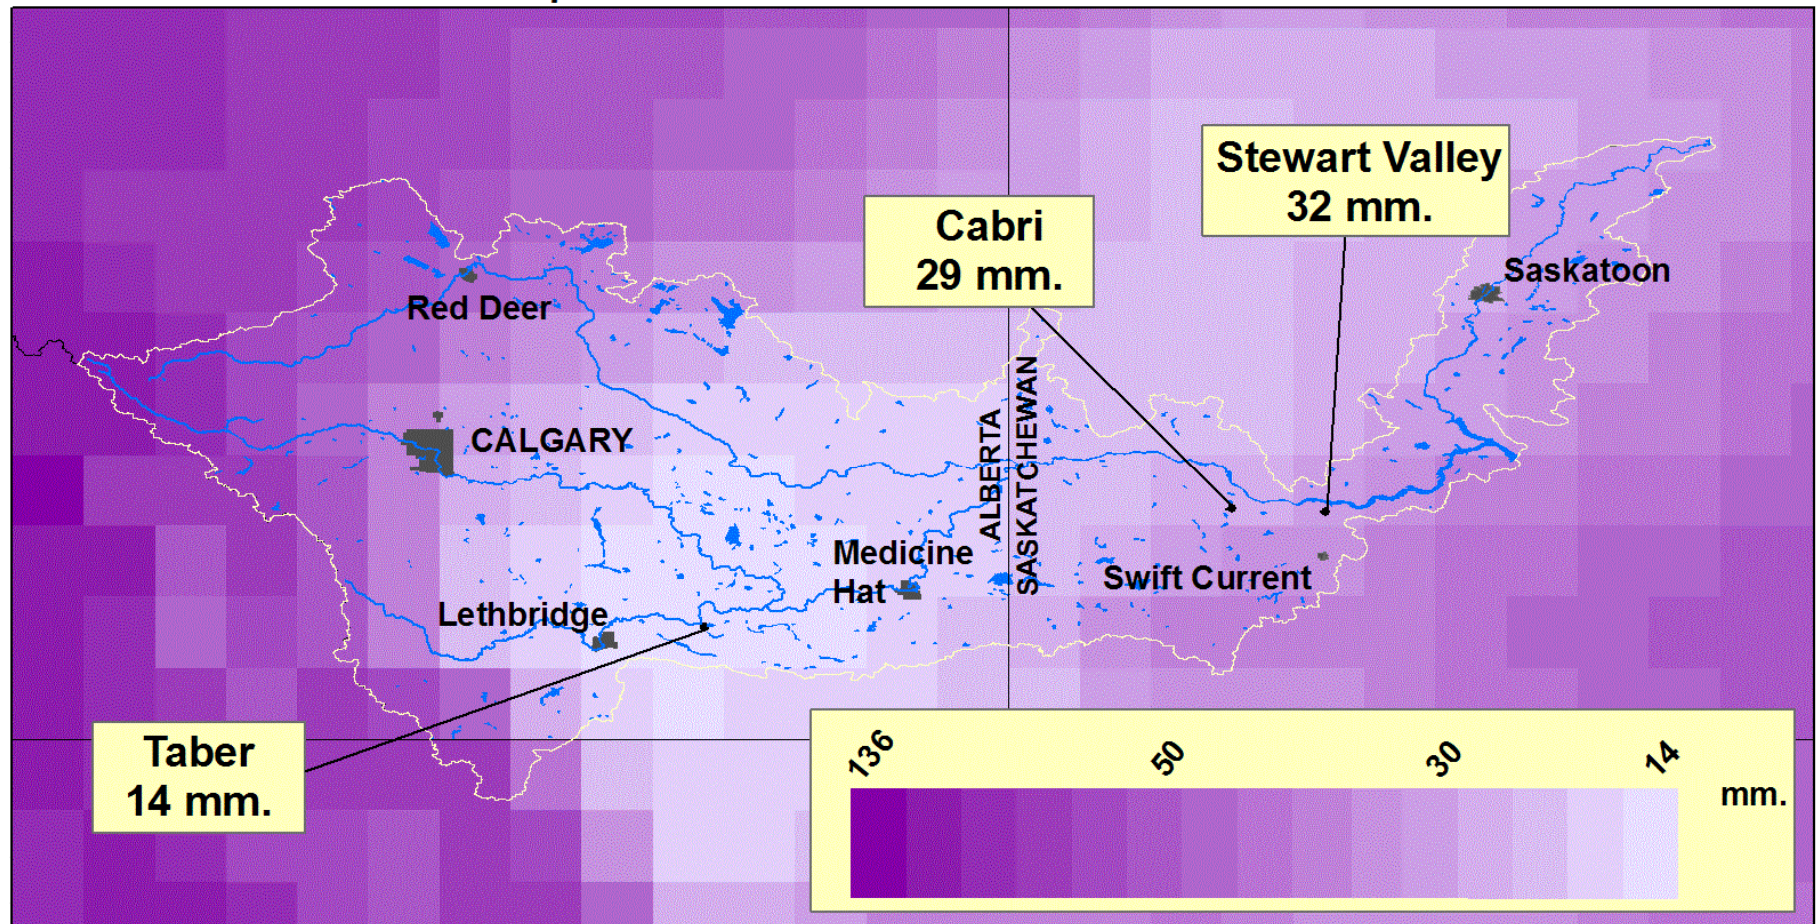 Stewart Valley
32 mm.
Cabri
29 mm.
Saskatoon
Red Deer
CALGARY
ALBERTA
SASKATCHEWAN
Medicine
Hat
Swift Current
Lethbridge
Taber
14 mm.
136
50
30
14
mm.